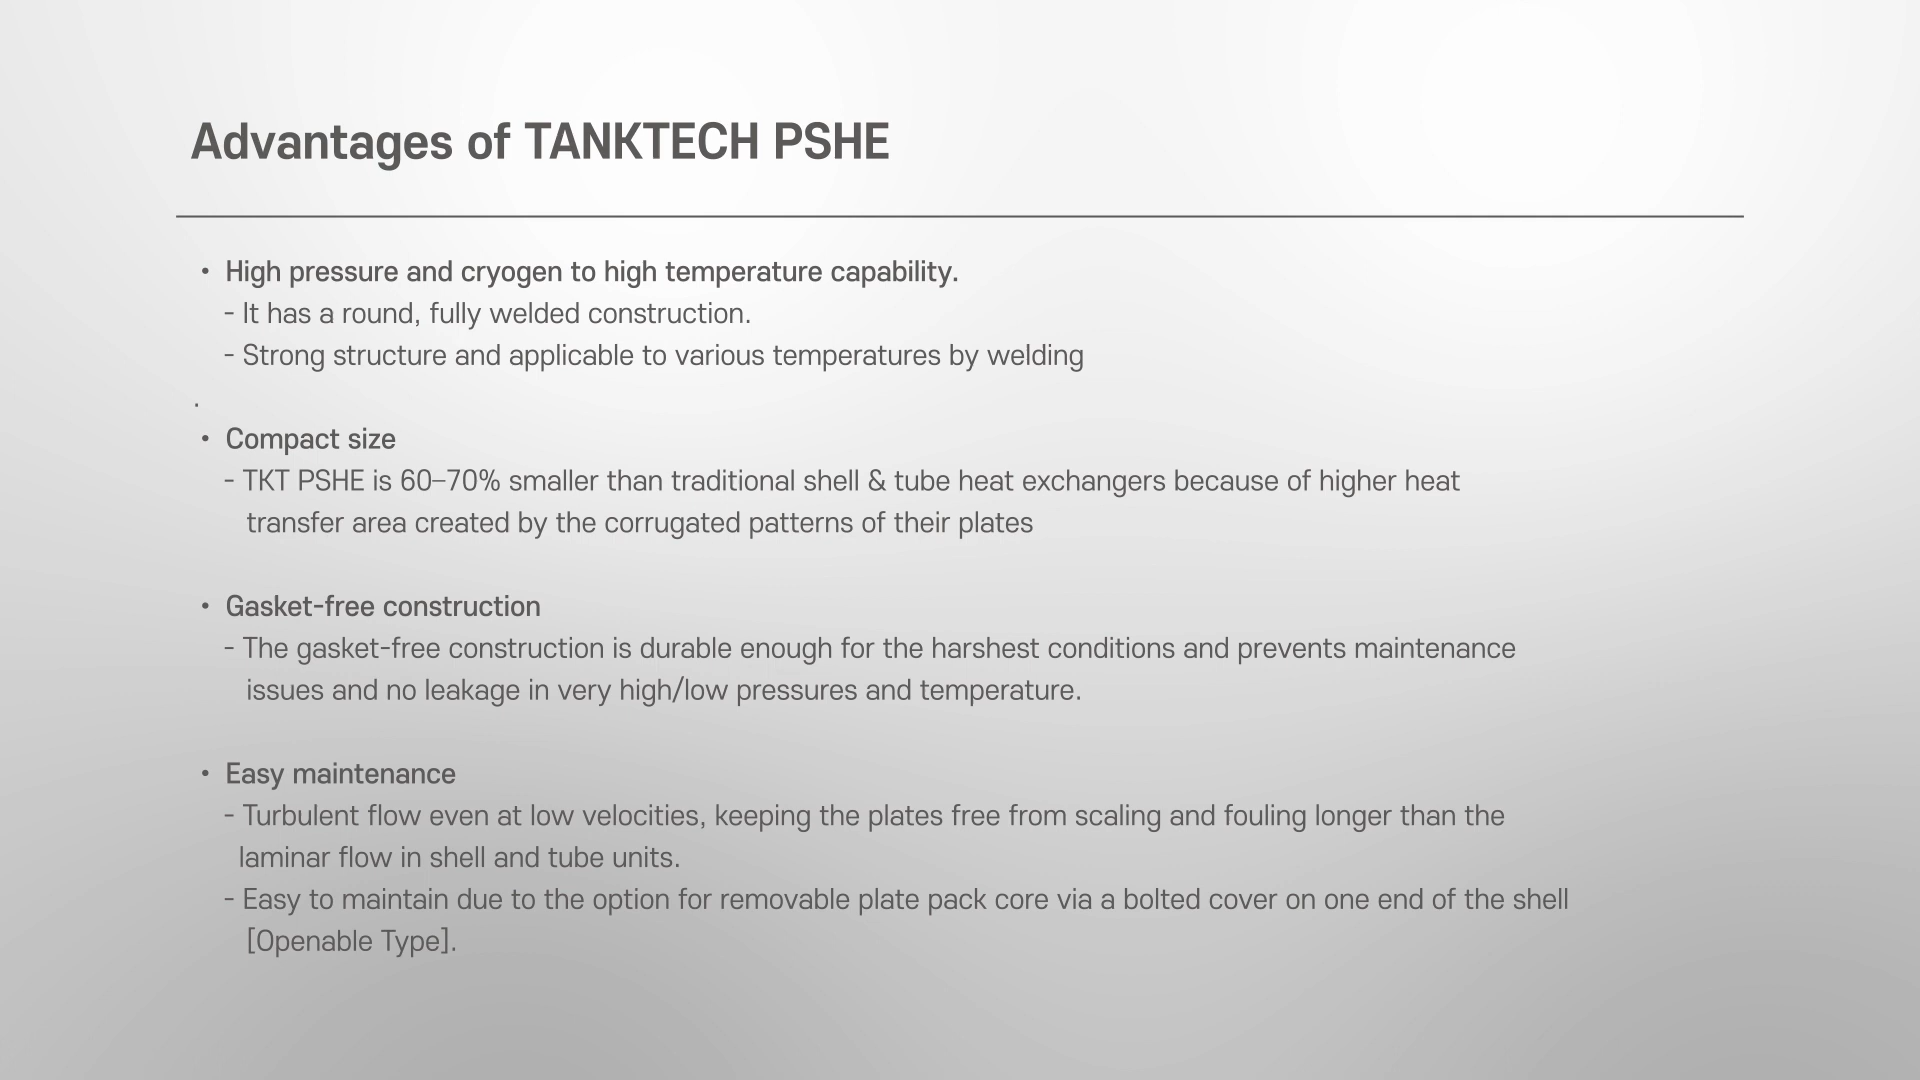 Advantages of TANKTECH PSHE
• High pressure and cryogen to high temperature capability.
- It has a round, fully welded construction.
- Strong structure and applicable to various temperatures by welding
.
• Compact size
- TKT PSHE is 60–70% smaller than traditional shell & tube heat exchangers because of higher heat
transfer area created by the corrugated patterns of their plates
• Gasket-free construction
- The gasket-free construction is durable enough for the harshest conditions and prevents maintenance
issues and no leakage in very high/low pressures and temperature.
• Easy maintenance
- Turbulent flow even at low velocities, keeping the plates free from scaling and fouling longer than the
laminar flow in shell and tube units.
- Easy to maintain due to the option for removable plate pack core via a bolted cover on one end of the shell
[Openable Type].